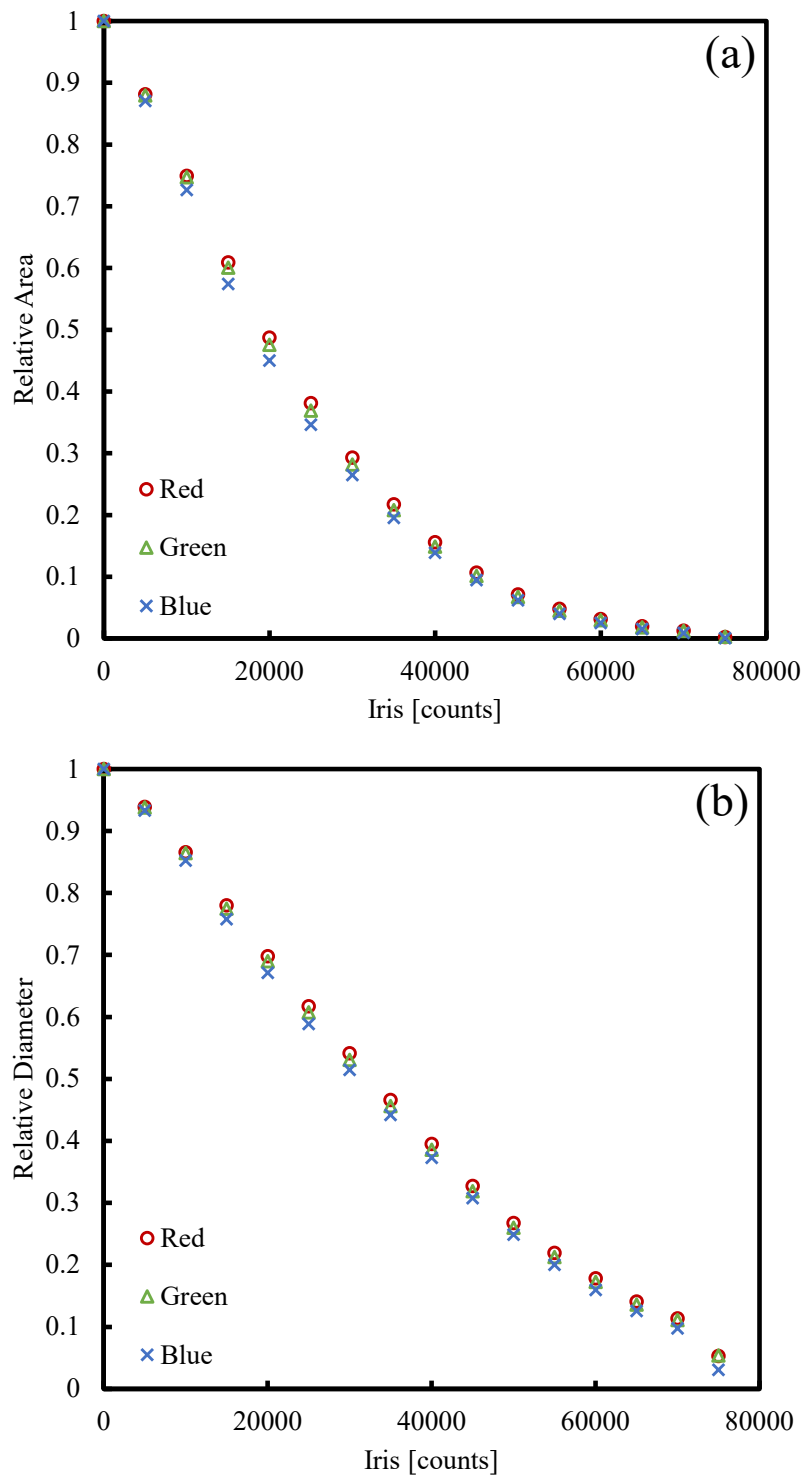 (a)
1
0.9
0.8
0.7
0.6
0.5
0.4
0.3
0.2
0.1
0
Relative Area
Red
Green
Blue
0 20000 40000 60000 80000
Iris [counts]
(b)
1
0.9
0.8
0.7
0.6
0.5
0.4
0.3
0.2
0.1
0
Relative Diameter
Red
Green
Blue
0 20000 40000 60000 80000
Iris [counts]